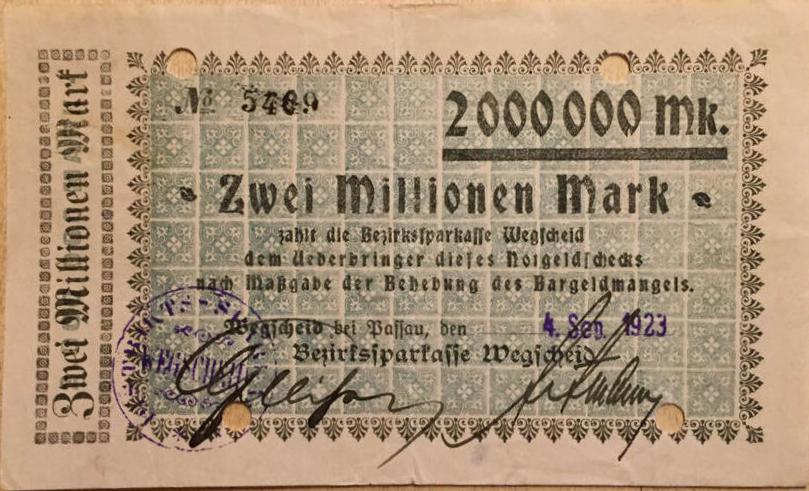 Zwei Millionen Mark
№ 5469
2000000 Mk.
Zwei Millionen Mark
zahlt die Bezirkssparkasse Wegscheid
dem Ueberbringer dieses Notgeldschecks
nach Maßgabe der Behebung des Bargeldmangels.
Wegscheid bei Passau, den 4. Sep. 1923
Bezirkssparkasse Wegscheid
WEGSCHEID